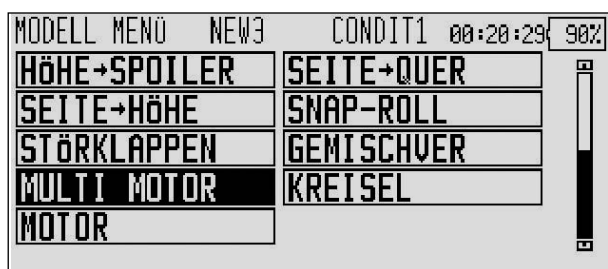 MODELL MENÜ NEW3 CONDIT1 00:20:29 90%
HÖHE→SPOILER SEITE→QUER
SEITE→HÖHE SNAP-ROLL
STÖRKLAPPEN GEMISCHVER
MULTI MOTOR KREISEL
MOTOR